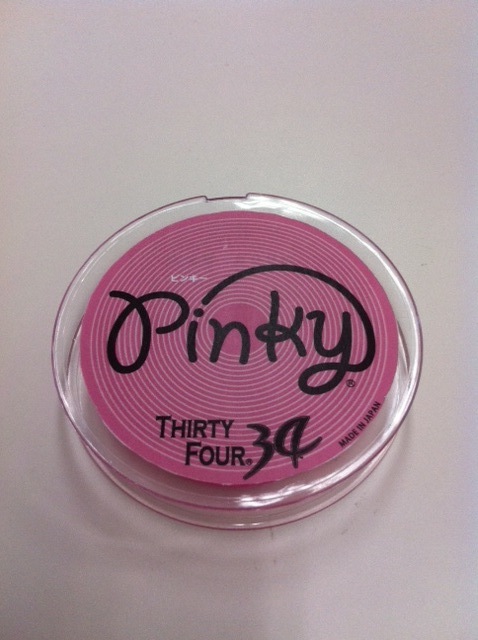 ピンキー
Pinky®
THIRTY
FOUR® 34
MADE IN JAPAN